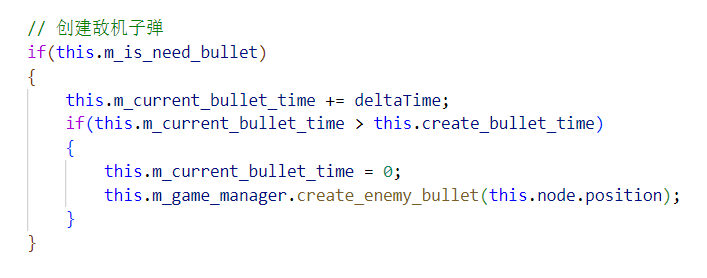 // 创建敌机子弹
if(this.m_is_need_bullet)
{
    this.m_current_bullet_time += deltaTime;
    if(this.m_current_bullet_time > this.create_bullet_time)
    {
        this.m_current_bullet_time = 0;
        this.m_game_manager.create_enemy_bullet(this.node.position);
    }
}